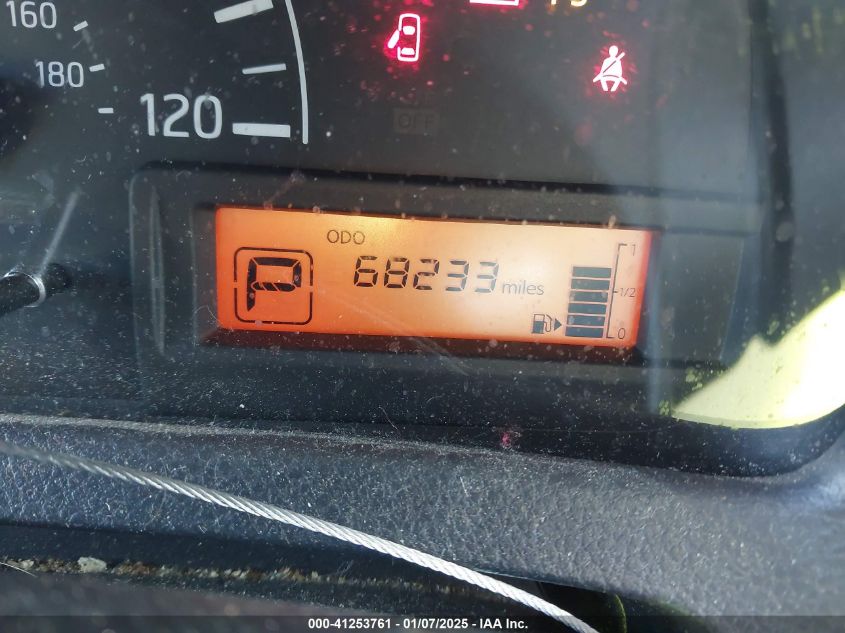 160
180
120
OFF
ODO
P
68233 miles
1
1/2
0
000-41253761 - 01/07/2025 - IAA Inc.